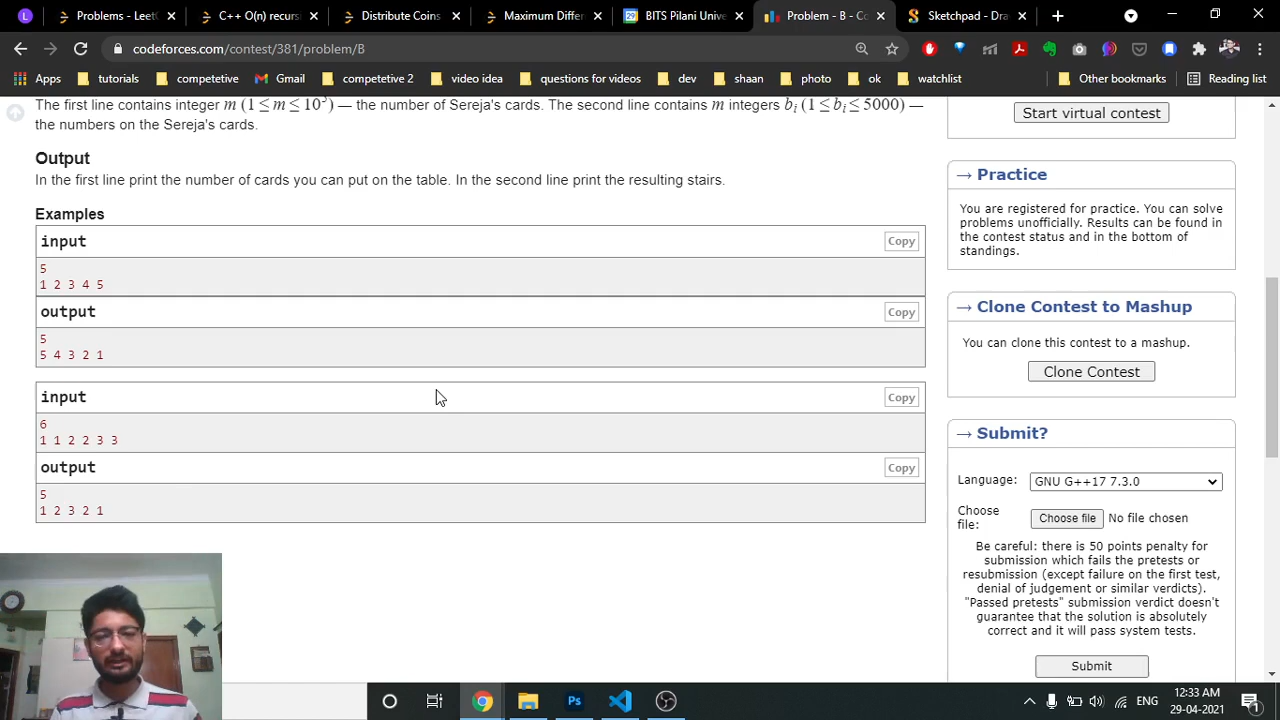 Problems - LeetC
C++ O(n) recurs
Distribute Coins
Maximum Differ
BITS Pilani Unive
Problem - B - Co
Sketchpad - Dra
codeforces.com/contest/381/problem/B
Apps
tutorials
competetive
Gmail
competetive 2
video idea
questions for videos
dev
shaan
photo
ok
watchlist
Other bookmarks
Reading list
The first line contains integer m (1 ≤ m ≤ 10⁵) — the number of Sereja's cards. The second line contains m integers bᵢ (1 ≤ bᵢ ≤ 5000) —
the numbers on the Sereja's cards.
Output
In the first line print the number of cards you can put on the table. In the second line print the resulting stairs.
Examples
input
Copy
5
1 2 3 4 5
output
Copy
5
5 4 3 2 1
input
Copy
6
1 1 2 2 3 3
output
Copy
5
1 2 3 2 1
Start virtual contest
→ Practice
You are registered for practice. You can solve
problems unofficially. Results can be found in
the contest status and in the bottom of
standings.
→ Clone Contest to Mashup
You can clone this contest to a mashup.
Clone Contest
→ Submit?
Language:
GNU G++17 7.3.0
Choose
file:
Choose file
No file chosen
Be careful: there is 50 points penalty for
submission which fails the pretests or
resubmission (except failure on the first test,
denial of judgement or similar verdicts).
"Passed pretests" submission verdict doesn't
guarantee that the solution is absolutely
correct and it will pass system tests.
Submit
ENG
12:33 AM
29-04-2021